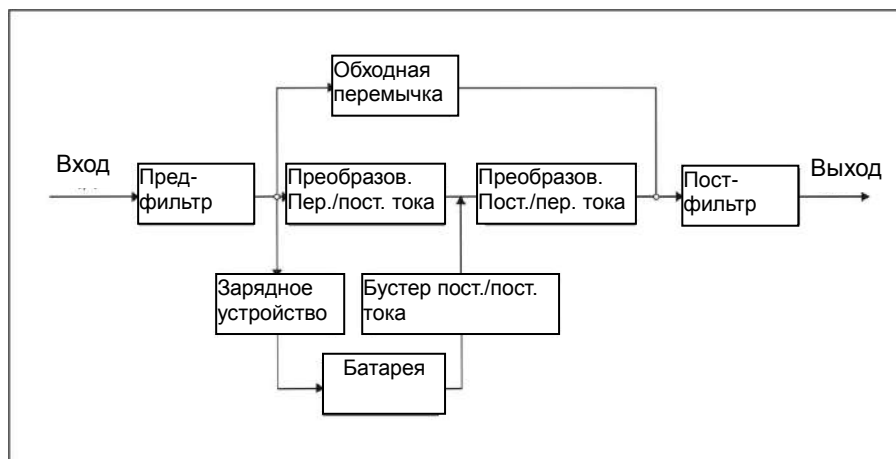 Обходная
перемычка
Вход
Пред-
фильтр
Преобразов.
Пер./пост. тока
Преобразов.
Пост./пер. тока
Пост-
фильтр
Выход
Зарядное
устройство
Бустер пост./пост.
тока
Батарея